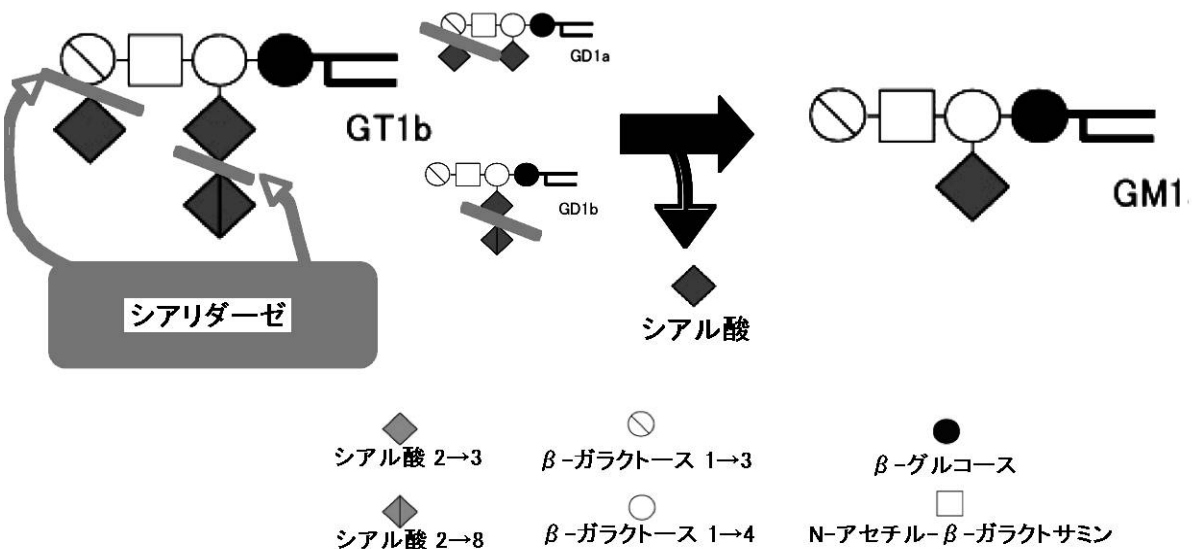 GD1a
GT1b
GD1b
GM1
シアリダーゼ
シアル酸
シアル酸 2→3
β-ガラクトース 1→3
β-グルコース
シアル酸 2→8
β-ガラクトース 1→4
N-アセチル-β-ガラクトサミン